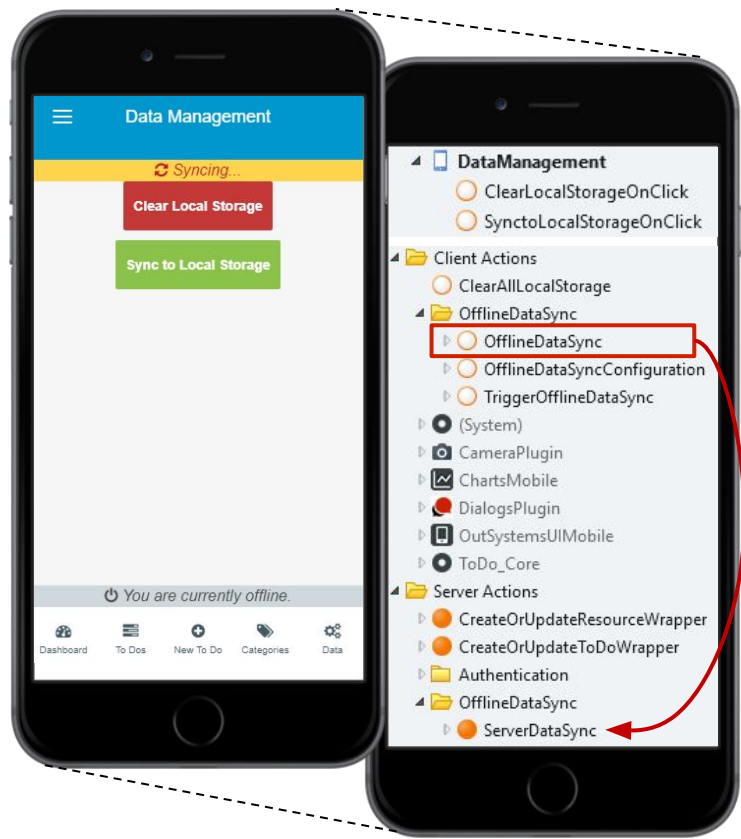 Data Management
Syncing...
Clear Local Storage
Sync to Local Storage
You are currently offline.
Dashboard
To Dos
New To Do
Categories
Data
DataManagement
ClearLocalStorageOnClick
SynctoLocalStorageOnClick
Client Actions
ClearAllLocalStorage
OfflineDataSync
OfflineDataSync
OfflineDataSyncConfiguration
TriggerOfflineDataSync
(System)
CameraPlugin
ChartsMobile
DialogsPlugin
OutSystemsUIMobile
ToDo_Core
Server Actions
CreateOrUpdateResourceWrapper
CreateOrUpdateToDoWrapper
Authentication
OfflineDataSync
ServerDataSync